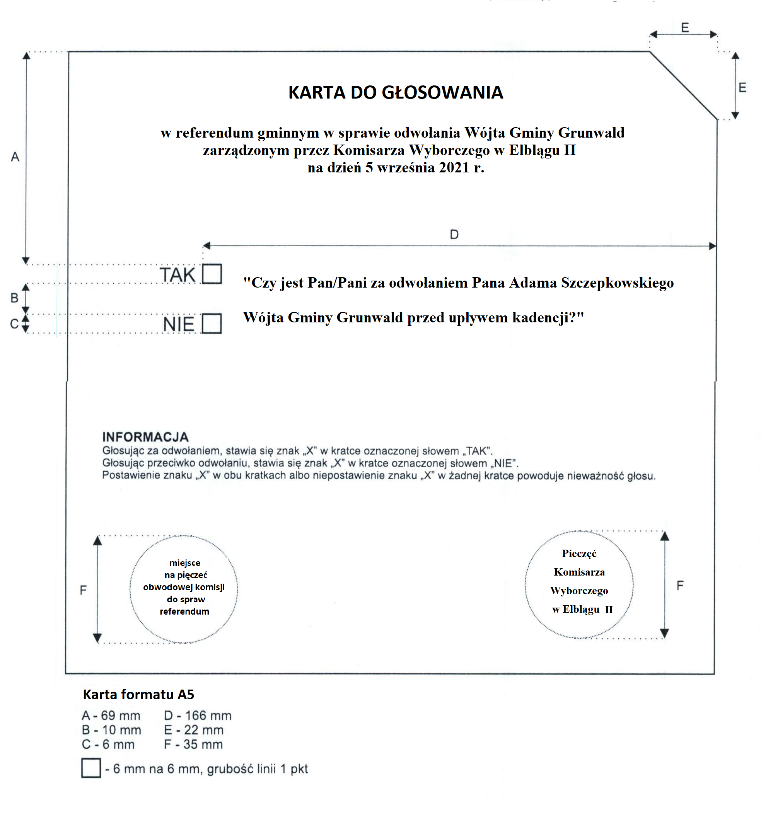 E
KARTA DO GŁOSOWANIA
E
w referendum gminnym w sprawie odwołania Wójta Gminy Grunwald
zarządzonym przez Komisarza Wyborczego w Elblągu II
A
na dzień 5 września 2021 r.
D
TAK
"Czy jest Pan/Pani za odwołaniem Pana Adama Szczepkowskiego
B
C
NIE
Wójta Gminy Grunwald przed upływem kadencji?"
INFORMACJA
Głosując za odwołaniem, stawia się znak „X” w kratce oznaczonej słowem „TAK”.
Głosując przeciwko odwołaniu, stawia się znak „X” w kratce oznaczonej słowem „NIE”.
Postawienie znaku „X” w obu kratkach albo niepostawienie znaku „X” w żadnej kratce powoduje nieważność głosu.
F
miejsce
na pięczeć
obwodowej komisji
do spraw
referendum
Pieczęć
Komisarza
Wyborczego
w Elblągu II
F
Karta formatu A5
A - 69 mm D - 166 mm
B - 10 mm E - 22 mm
C - 6 mm F - 35 mm
- 6 mm na 6 mm, grubość linii 1 pkt